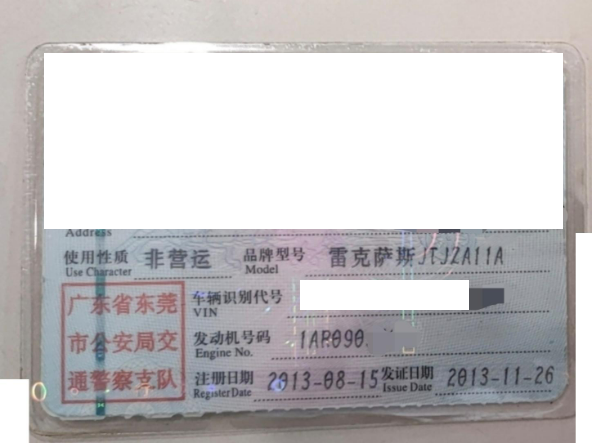 Address
使用性质 非营运 品牌型号 雷克萨斯JTJZA11A
Use Character Model
广东省东莞
市公安局交
通警察支队
车辆识别代号
VIN
发动机号码 1AR090
Engine No.
注册日期 2013-08-15 发证日期 2013-11-26
Register Date Issue Date